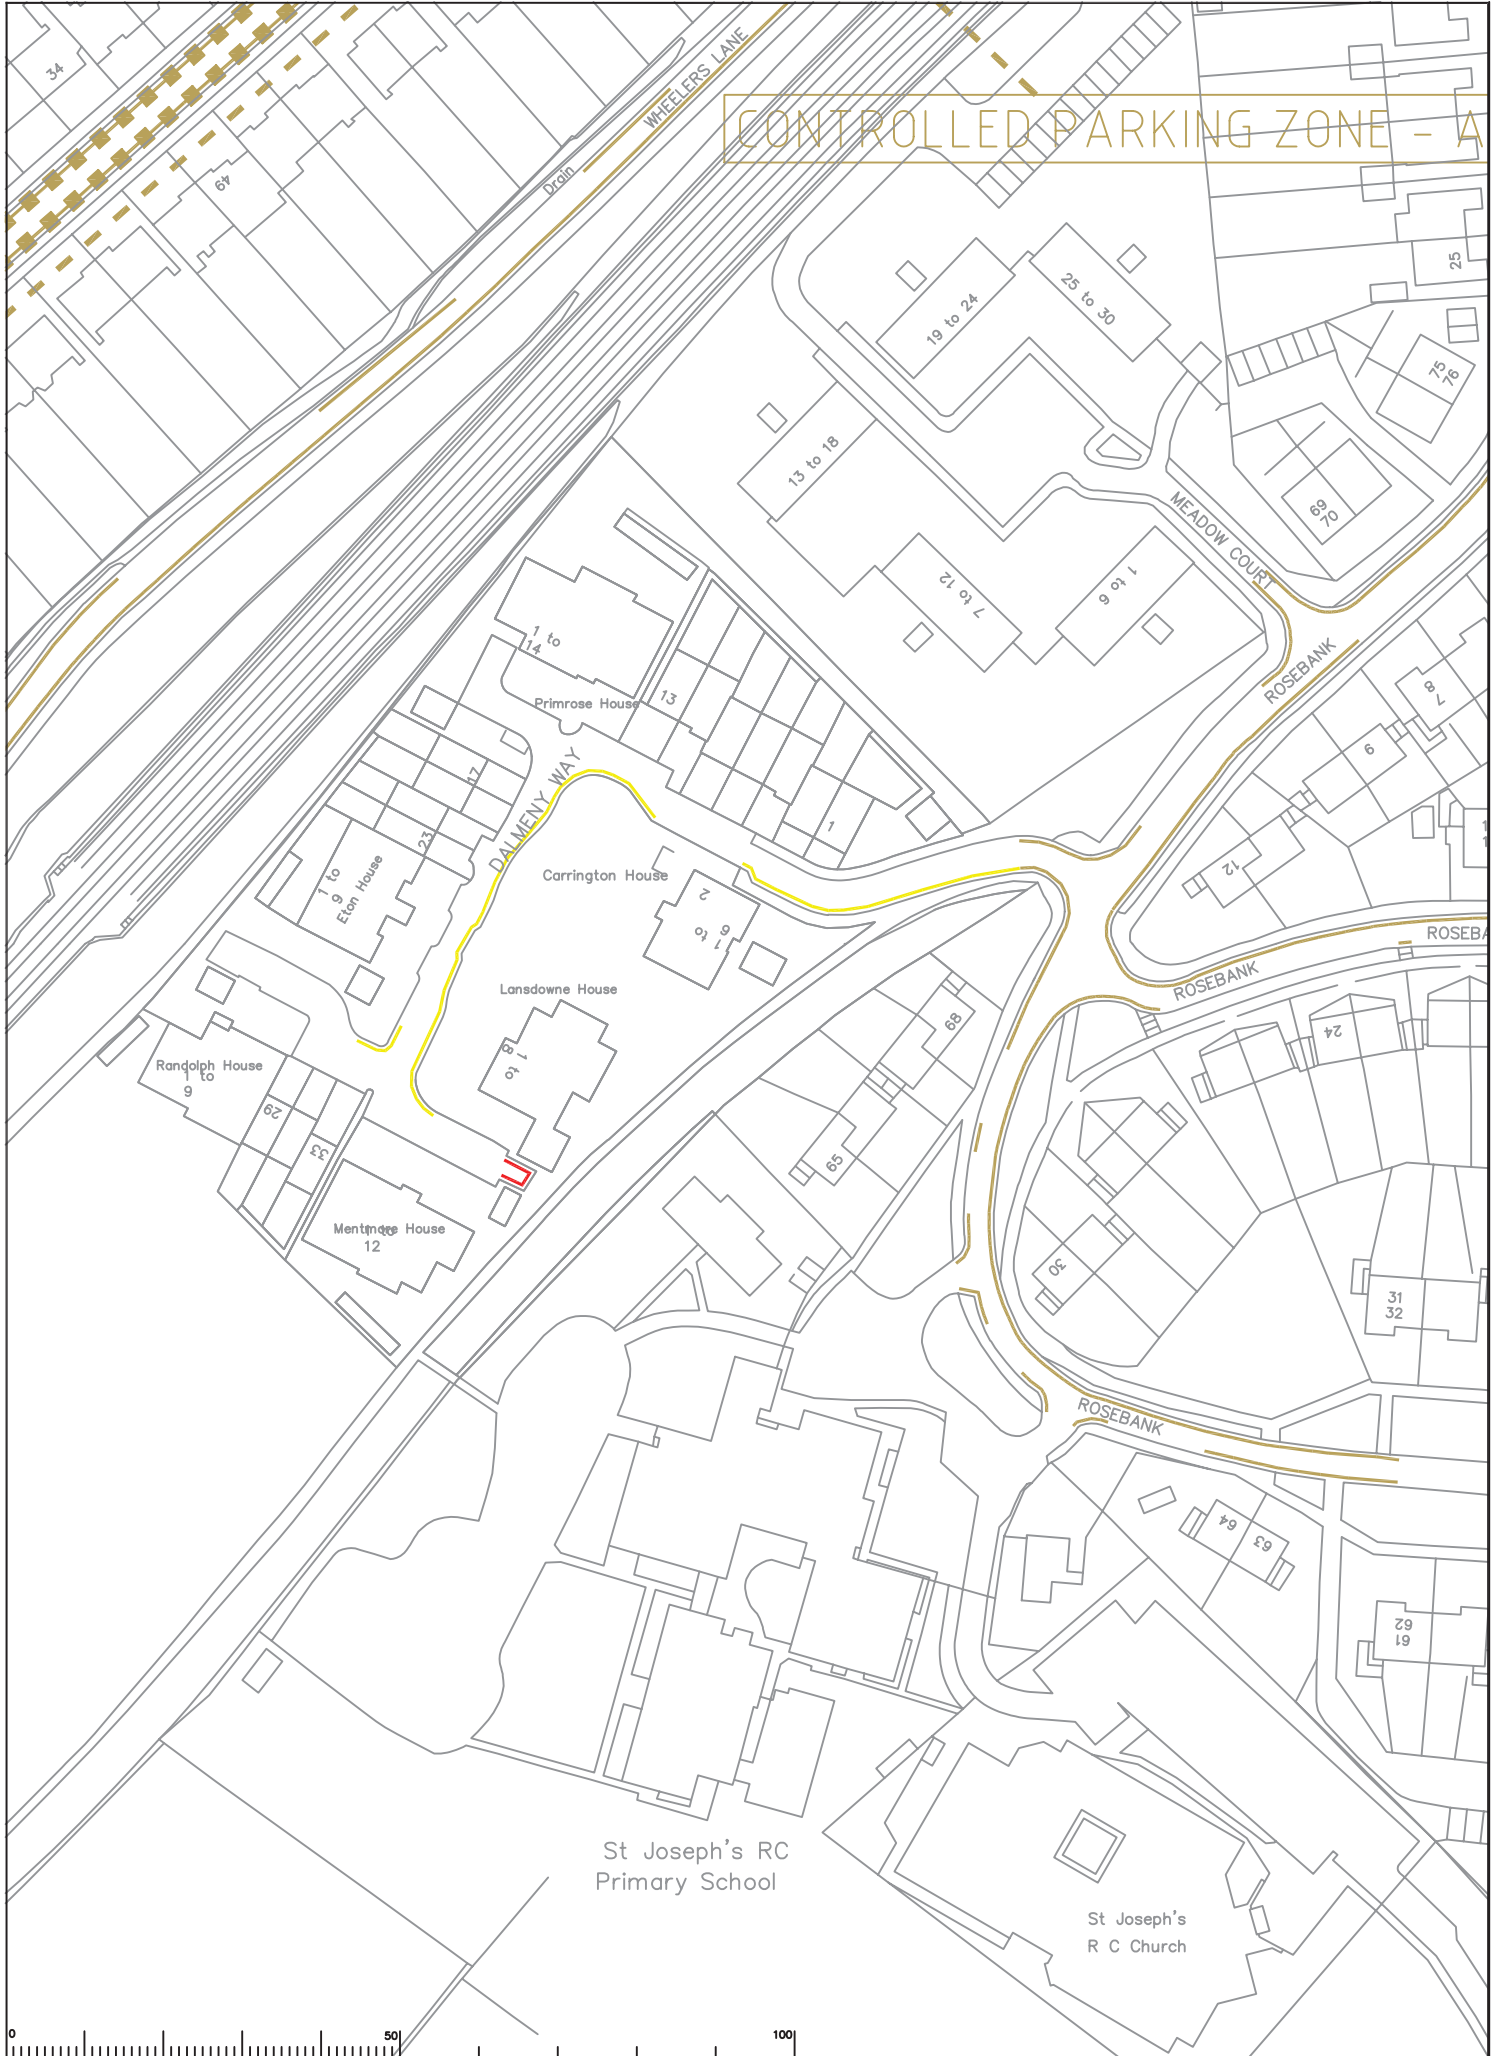 34
WHEELERS LANE
CONTROLLED PARKING ZONE - A
Drain
49
25
19 to 24
25 to 30
75
76
13 to 18
69
70
MEADOW COURT
7 to 12
1 to 6
1 to
14
ROSEBANK
8
7
13
Primrose House
6
17
DALMENY WAY
1
23
12
1 to
9
Eton House
Carrington House
2
11 to
6
ROSEBA
ROSEBANK
Lansdowne House
68
24
1 to
8
Randolph House
1 to
9
29
33
65
Mentmore House
1 to
12
30
31
32
ROSEBANK
64
63
62
61
St Joseph's RC
Primary School
St Joseph's
R C Church
0
50
100